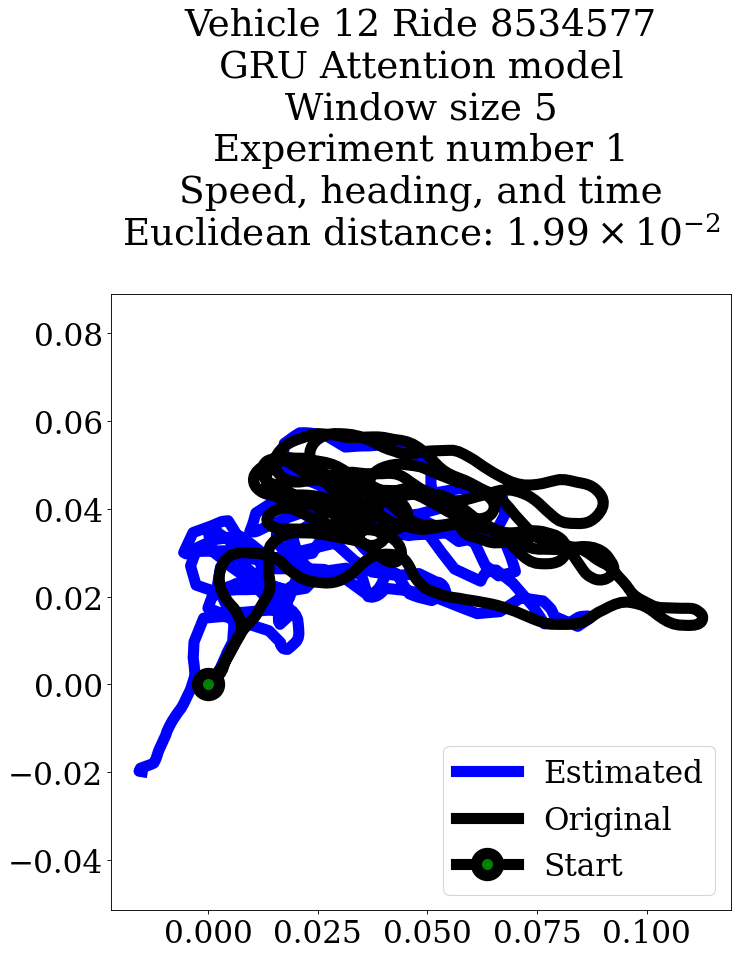 Vehicle 12 Ride 8534577
GRU Attention model
Window size 5
Experiment number 1
Speed, heading, and time
Euclidean distance: 1.99 × 10⁻²
0.08
0.06
0.04
0.02
0.00
−0.02
−0.04
0.000 0.025 0.050 0.075 0.100
Estimated
Original
Start